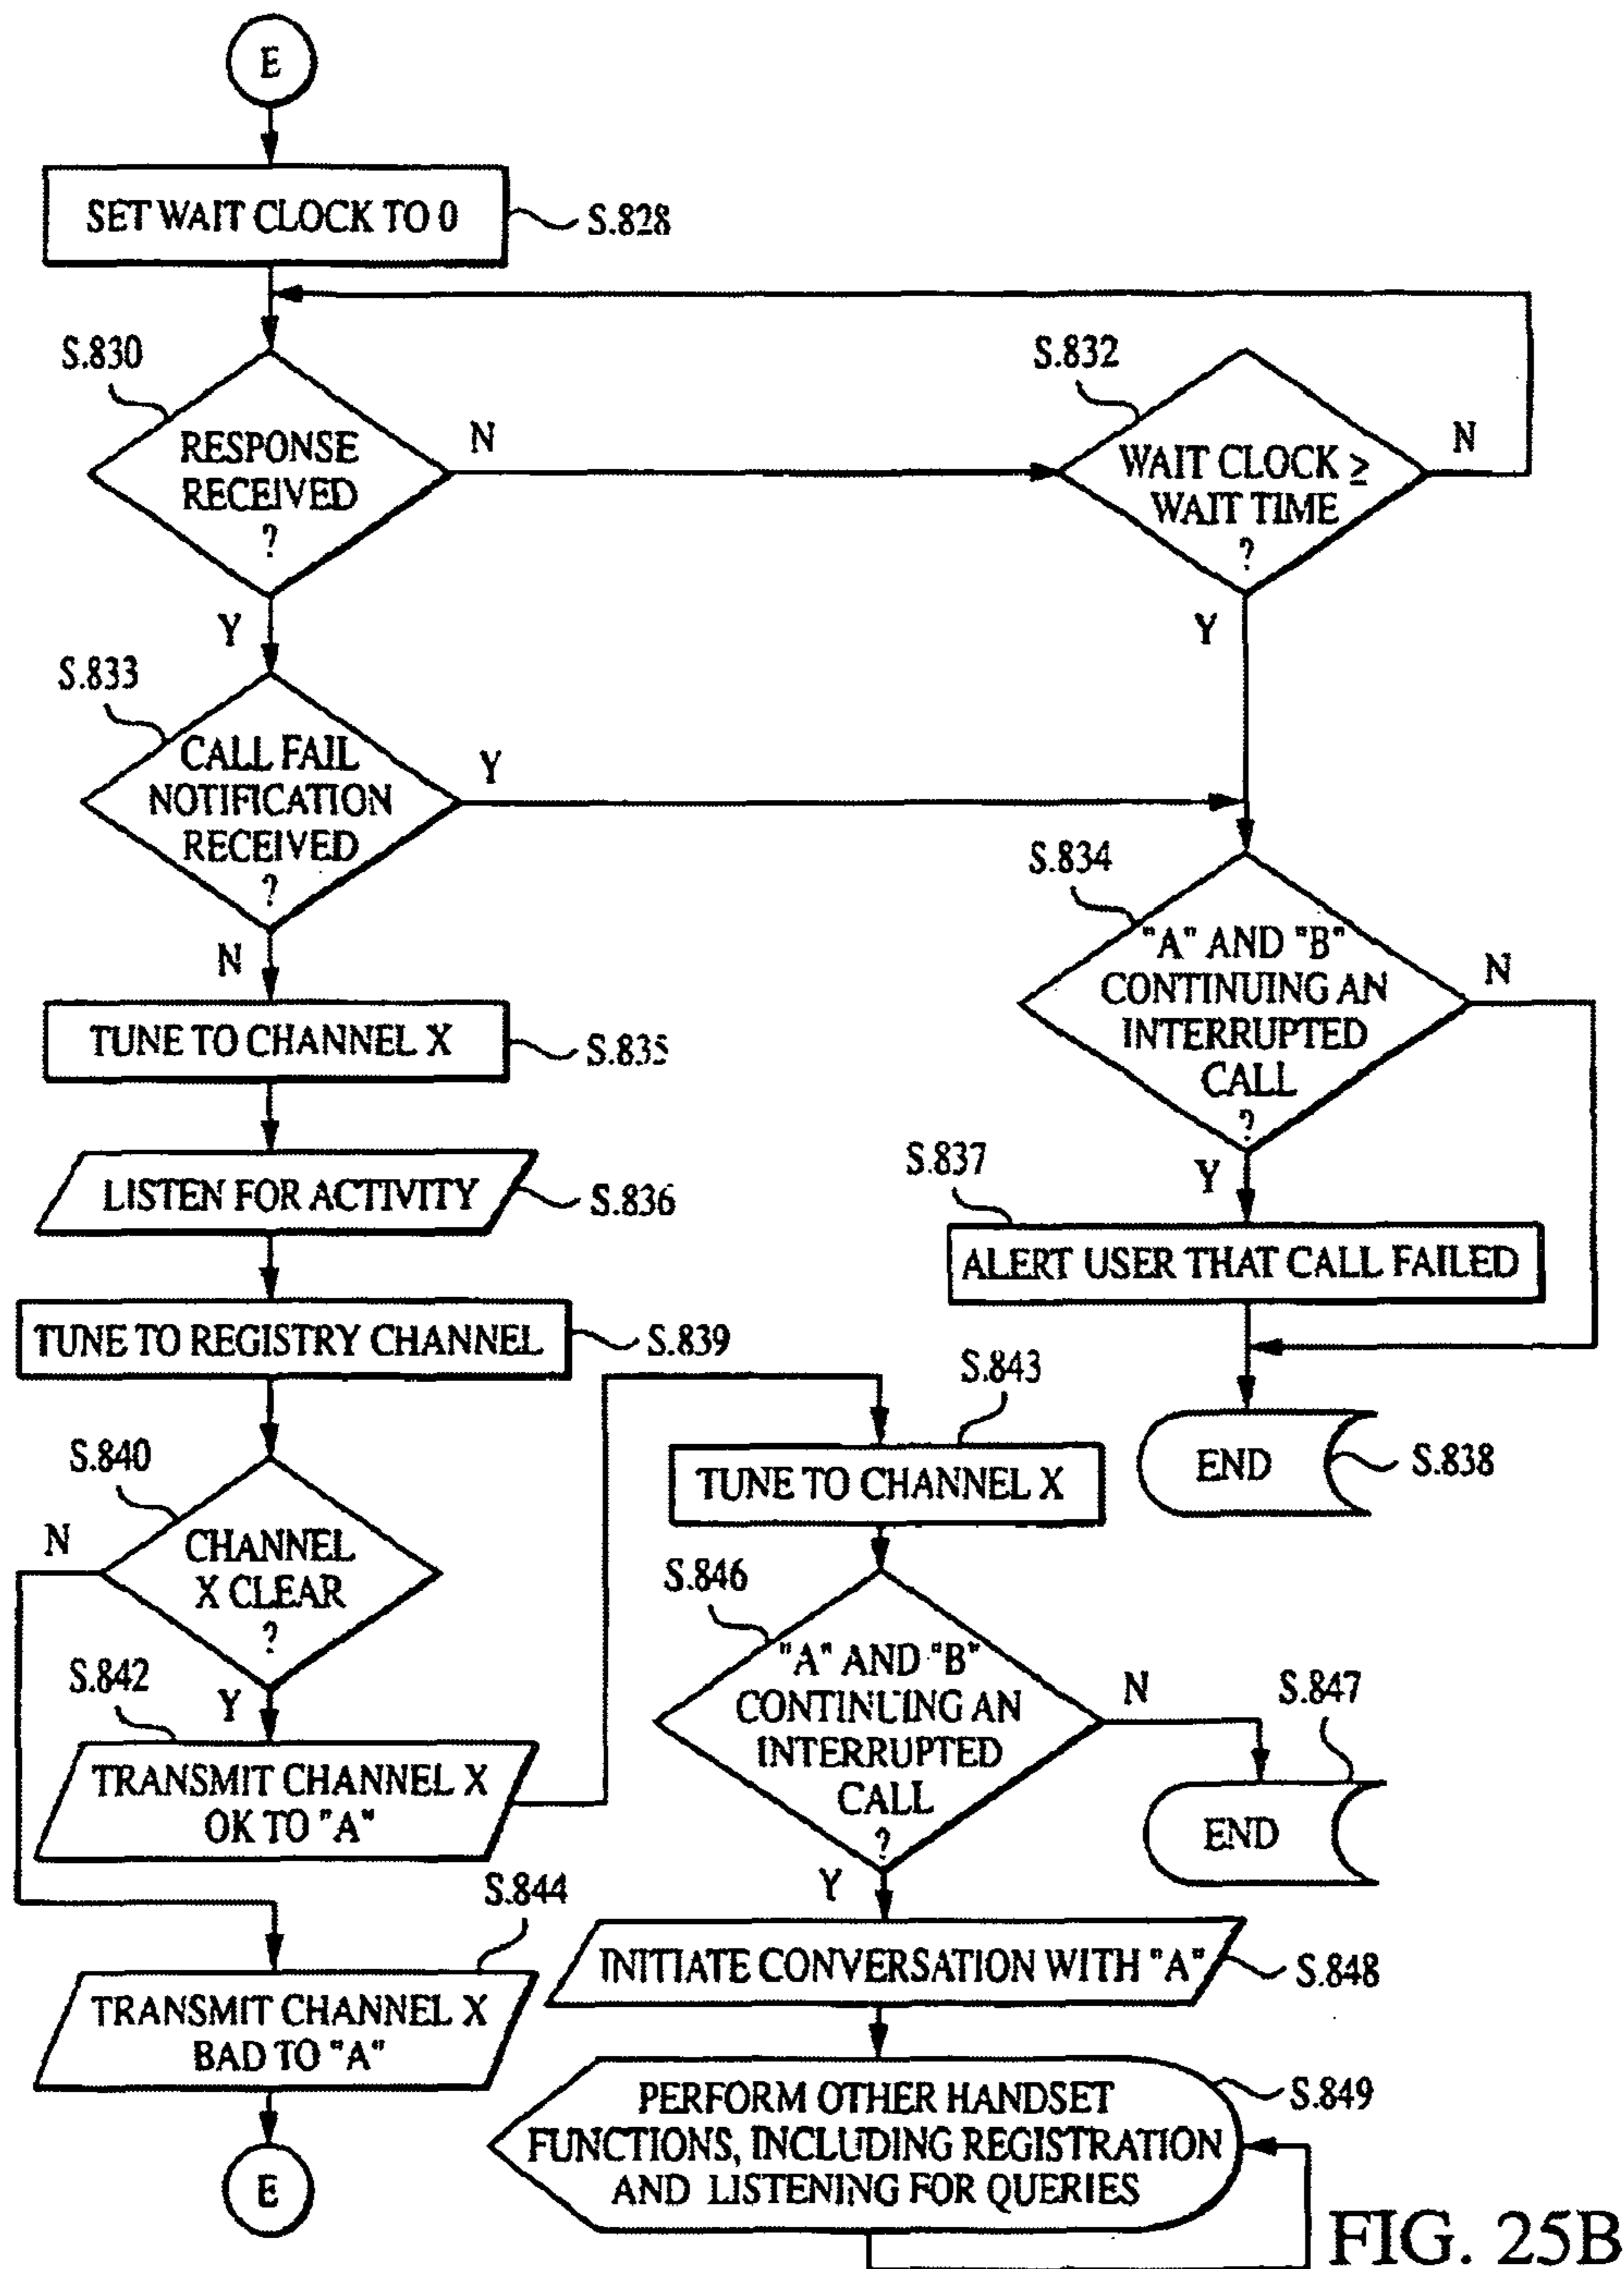 E
SET WAIT CLOCK TO 0
S.828
S.830
RESPONSE
RECEIVED
?
N
Y
S.832
WAIT CLOCK ≥
WAIT TIME
?
N
Y
S.833
CALL FAIL
NOTIFICATION
RECEIVED
?
Y
N
S.834
"A" AND "B"
CONTINUING AN
INTERRUPTED
CALL
?
N
Y
TUNE TO CHANNEL X
S.835
LISTEN FOR ACTIVITY
S.836
S.837
ALERT USER THAT CALL FAILED
END
S.838
TUNE TO REGISTRY CHANNEL
S.839
S.840
CHANNEL
X CLEAR
?
N
Y
S.842
TRANSMIT CHANNEL X
OK TO "A"
S.843
TUNE TO CHANNEL X
S.844
TRANSMIT CHANNEL X
BAD TO "A"
E
S.846
"A" AND "B"
CONTINUING AN
INTERRUPTED
CALL
?
N
Y
S.847
END
INITIATE CONVERSATION WITH "A"
S.848
PERFORM OTHER HANDSET
FUNCTIONS, INCLUDING REGISTRATION
AND LISTENING FOR QUERIES
S.849
FIG. 25B